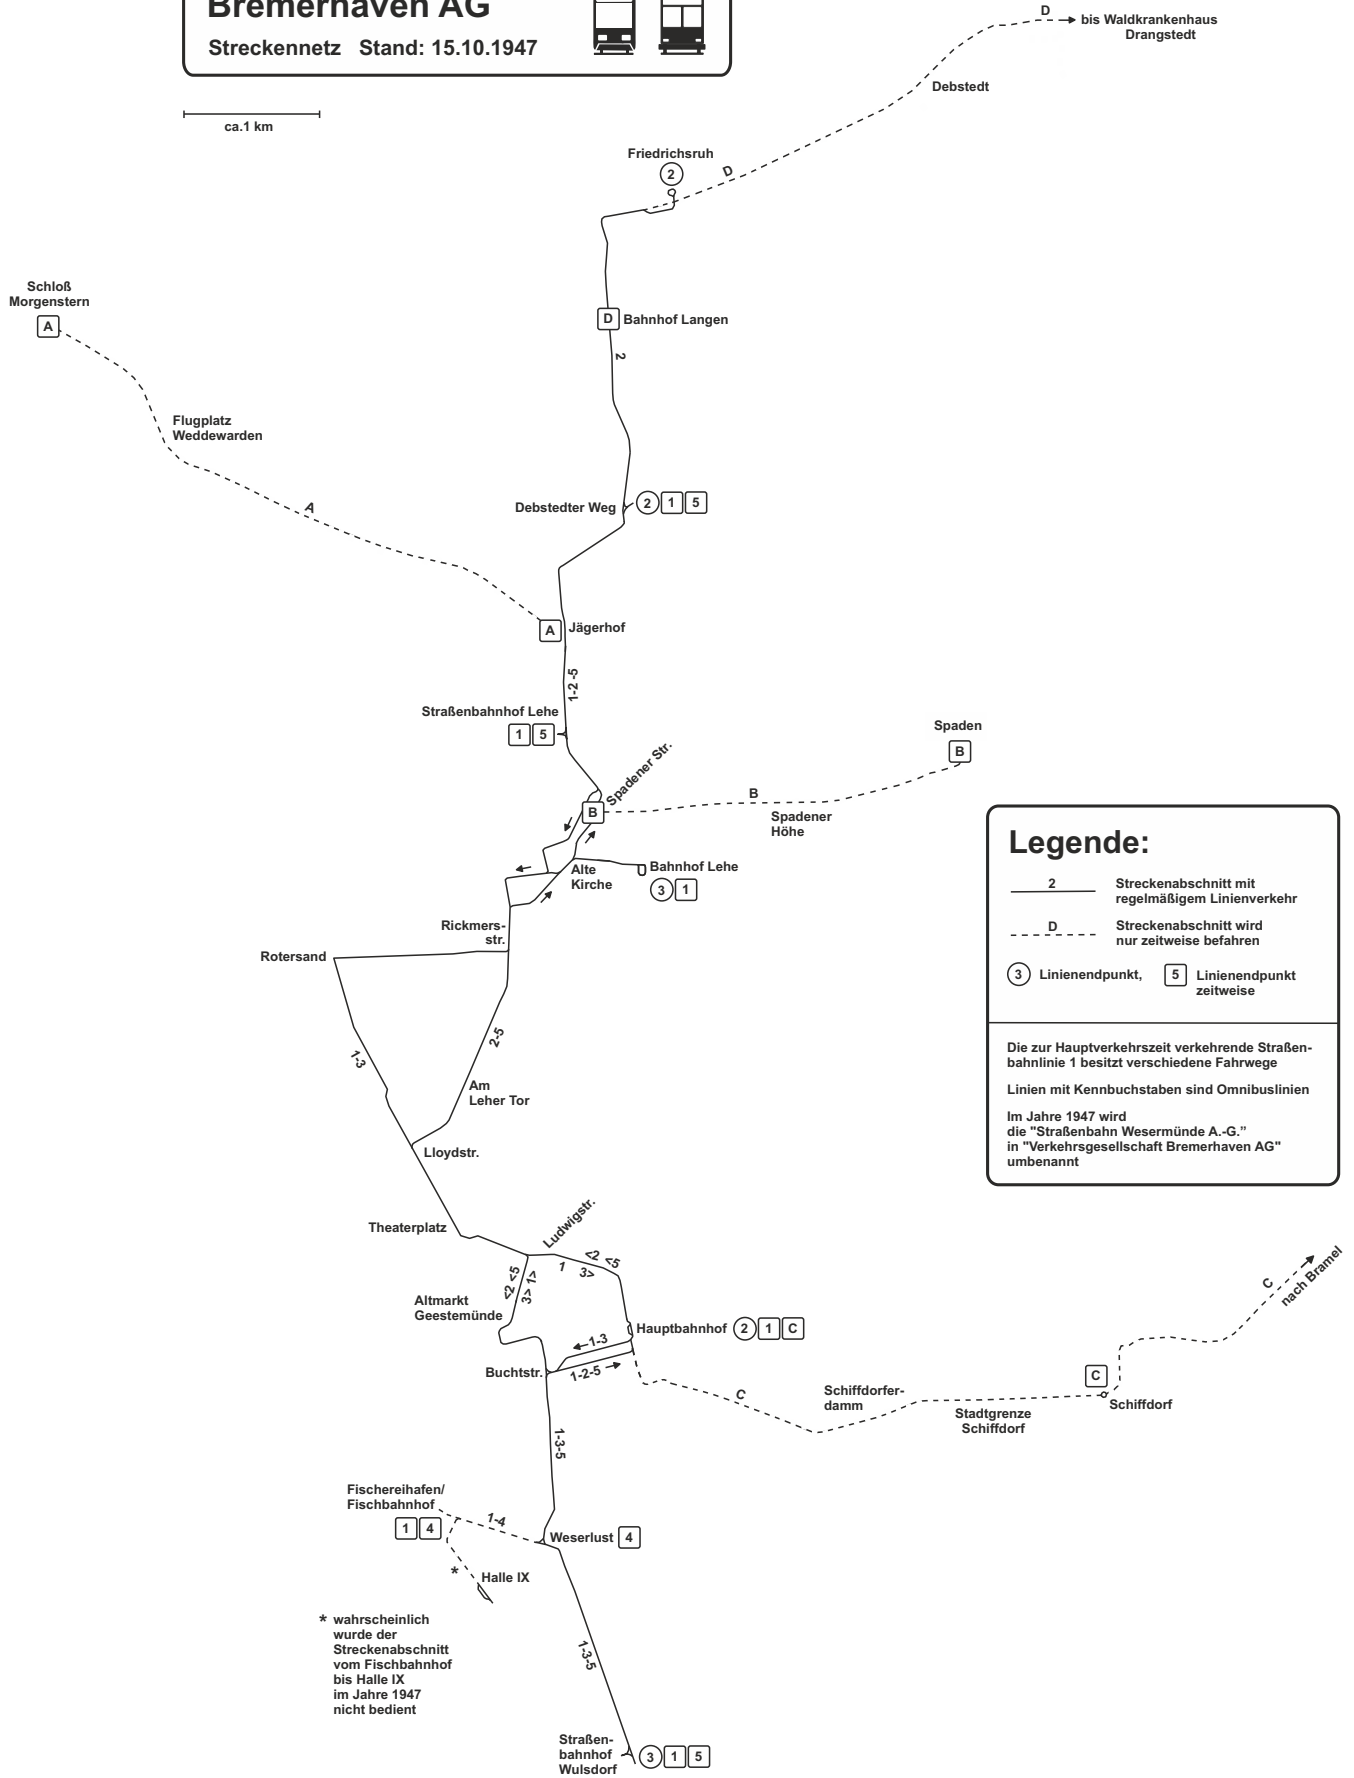 Bremerhaven AG
Streckennetz Stand: 15.10.1947
ca.1 km
D
bis Waldkrankenhaus
Drangstedt
Debstedt
Friedrichsruh
2
D
Schloß
Morgenstern
A
D Bahnhof Langen
2
Flugplatz
Weddewarden
A
Debstedter Weg 2 1 5
A Jägerhof
1-2-5
Straßenbahnhof Lehe
1 5
Spadener Str.
B
Spaden
B
B
Spadener
Höhe
Alte
Kirche
Bahnhof Lehe
3 1
Rickmers-
str.
Rotersand
1-3
2-5
Am
Leher Tor
Lloydstr.
Theaterplatz
Ludwigstr.
<2 <5
1 3>
<2 <5
3> 1>
Altmarkt
Geestemünde
Hauptbahnhof 2 1 C
1-3
Buchtstr.
1-2-5
C
Schiffdorfer-
damm
Stadtgrenze
Schiffdorf
C
Schiffdorf
C
nach Bramel
1-3-5
Fischereihafen/
Fischbahnhof
1 4
1-4
Weserlust 4
*
Halle IX
* wahrscheinlich
wurde der
Streckenabschnitt
vom Fischbahnhof
bis Halle IX
im Jahre 1947
nicht bedient
1-3-5
Straßen-
bahnhof
Wulsdorf
3 1 5
Legende:
2
Streckenabschnitt mit
regelmäßigem Linienverkehr
D
Streckenabschnitt wird
nur zeitweise befahren
3 Linienendpunkt,
5 Linienendpunkt
zeitweise
Die zur Hauptverkehrszeit verkehrende Straßen-
bahnlinie 1 besitzt verschiedene Fahrwege
Linien mit Kennbuchstaben sind Omnibuslinien
Im Jahre 1947 wird
die "Straßenbahn Wesermünde A.-G.”
in "Verkehrsgesellschaft Bremerhaven AG"
umbenannt